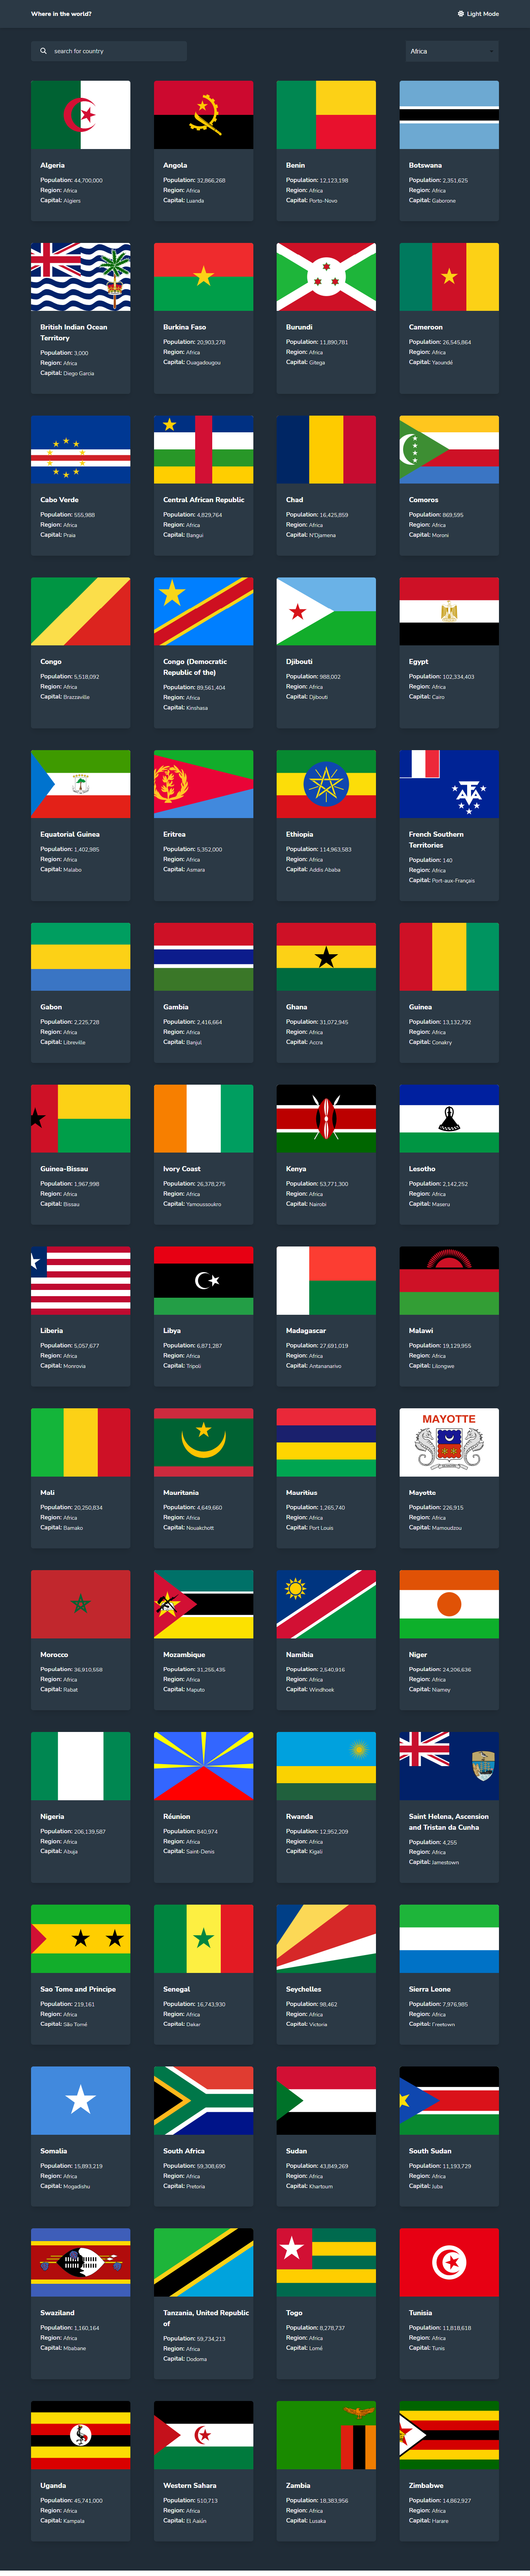 Where in the world?
Light Mode
search for country
Africa
Algeria
Population: 44,700,000
Region: Africa
Capital: Algiers
Angola
Population: 32,866,268
Region: Africa
Capital: Luanda
Benin
Population: 12,123,198
Region: Africa
Capital: Porto-Novo
Botswana
Population: 2,351,625
Region: Africa
Capital: Gaborone
British Indian Ocean
Territory
Population: 3,000
Region: Africa
Capital: Diego Garcia
Burkina Faso
Population: 20,903,278
Region: Africa
Capital: Ouagadougou
Burundi
Population: 11,890,781
Region: Africa
Capital: Gitega
Cameroon
Population: 26,545,864
Region: Africa
Capital: Yaoundé
Cabo Verde
Population: 555,988
Region: Africa
Capital: Praia
Central African Republic
Population: 4,829,764
Region: Africa
Capital: Bangui
Chad
Population: 16,425,859
Region: Africa
Capital: N'Djamena
Comoros
Population: 869,595
Region: Africa
Capital: Moroni
Congo
Population: 5,518,092
Region: Africa
Capital: Brazzaville
Congo (Democratic
Republic of the)
Population: 89,561,404
Region: Africa
Capital: Kinshasa
Djibouti
Population: 988,002
Region: Africa
Capital: Djibouti
Egypt
Population: 102,334,403
Region: Africa
Capital: Cairo
Equatorial Guinea
Population: 1,402,985
Region: Africa
Capital: Malabo
Eritrea
Population: 5,352,000
Region: Africa
Capital: Asmara
Ethiopia
Population: 114,963,583
Region: Africa
Capital: Addis Ababa
French Southern
Territories
Population: 140
Region: Africa
Capital: Port-aux-Français
Gabon
Population: 2,225,728
Region: Africa
Capital: Libreville
Gambia
Population: 2,416,664
Region: Africa
Capital: Banjul
Ghana
Population: 31,072,945
Region: Africa
Capital: Accra
Guinea
Population: 13,132,792
Region: Africa
Capital: Conakry
Guinea-Bissau
Population: 1,967,998
Region: Africa
Capital: Bissau
Ivory Coast
Population: 26,378,275
Region: Africa
Capital: Yamoussoukro
Kenya
Population: 53,771,300
Region: Africa
Capital: Nairobi
Lesotho
Population: 2,142,252
Region: Africa
Capital: Maseru
Liberia
Population: 5,057,677
Region: Africa
Capital: Monrovia
Libya
Population: 6,871,287
Region: Africa
Capital: Tripoli
Madagascar
Population: 27,691,019
Region: Africa
Capital: Antananarivo
Malawi
Population: 19,129,955
Region: Africa
Capital: Lilongwe
MAYOTTE
Mali
Population: 20,250,834
Region: Africa
Capital: Bamako
Mauritania
Population: 4,649,660
Region: Africa
Capital: Nouakchott
Mauritius
Population: 1,265,740
Region: Africa
Capital: Port Louis
Mayotte
Population: 226,915
Region: Africa
Capital: Mamoudzou
Morocco
Population: 36,910,558
Region: Africa
Capital: Rabat
Mozambique
Population: 31,255,435
Region: Africa
Capital: Maputo
Namibia
Population: 2,540,916
Region: Africa
Capital: Windhoek
Niger
Population: 24,206,636
Region: Africa
Capital: Niamey
Nigeria
Population: 206,139,587
Region: Africa
Capital: Abuja
Réunion
Population: 840,974
Region: Africa
Capital: Saint-Denis
Rwanda
Population: 12,952,209
Region: Africa
Capital: Kigali
Saint Helena, Ascension
and Tristan da Cunha
Population: 4,255
Region: Africa
Capital: Jamestown
Sao Tome and Principe
Population: 219,161
Region: Africa
Capital: São Tomé
Senegal
Population: 16,743,930
Region: Africa
Capital: Dakar
Seychelles
Population: 98,462
Region: Africa
Capital: Victoria
Sierra Leone
Population: 7,976,985
Region: Africa
Capital: Freetown
Somalia
Population: 15,893,219
Region: Africa
Capital: Mogadishu
South Africa
Population: 59,308,690
Region: Africa
Capital: Pretoria
Sudan
Population: 43,849,269
Region: Africa
Capital: Khartoum
South Sudan
Population: 11,193,729
Region: Africa
Capital: Juba
Swaziland
Population: 1,160,164
Region: Africa
Capital: Mbabane
Tanzania, United Republic
of
Population: 59,734,213
Region: Africa
Capital: Dodoma
Togo
Population: 8,278,737
Region: Africa
Capital: Lomé
Tunisia
Population: 11,818,618
Region: Africa
Capital: Tunis
Uganda
Population: 45,741,000
Region: Africa
Capital: Kampala
Western Sahara
Population: 510,713
Region: Africa
Capital: El Aaiún
Zambia
Population: 18,383,956
Region: Africa
Capital: Lusaka
Zimbabwe
Population: 14,862,927
Region: Africa
Capital: Harare